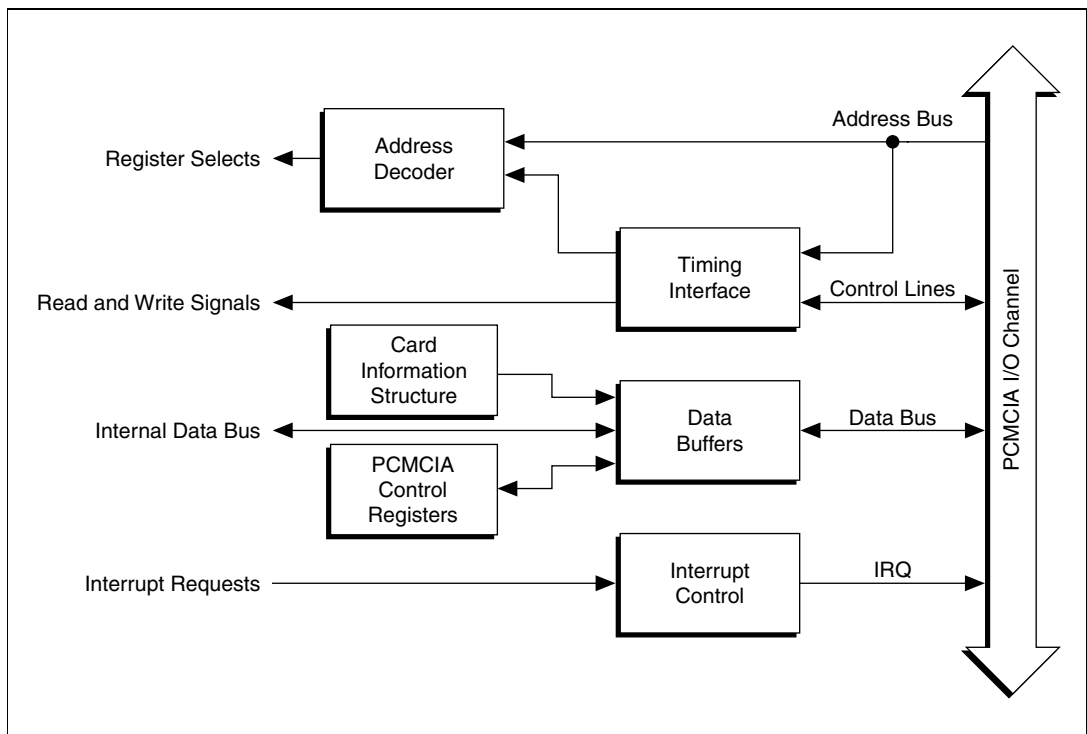 Address Bus
Address
Decoder
Register Selects
Timing
Interface
Control Lines
Read and Write Signals
Card
Information
Structure
Data
Buffers
Data Bus
Internal Data Bus
PCMCIA
Control
Registers
Interrupt Requests
Interrupt
Control
IRQ
PCMCIA I/O Channel